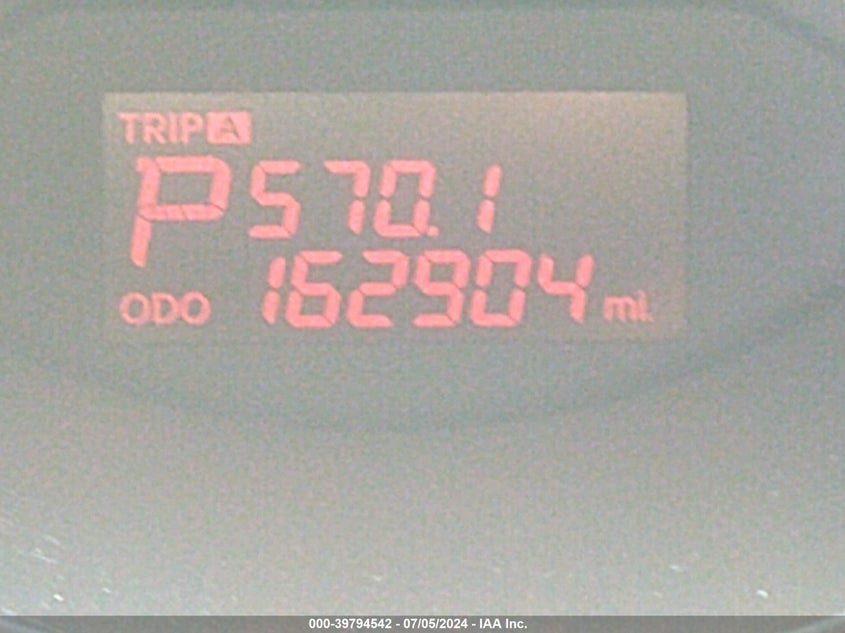 TRIP A
P 570.1
ODO 162904 mi.
000-39794542 - 07/05/2024 - IAA Inc.